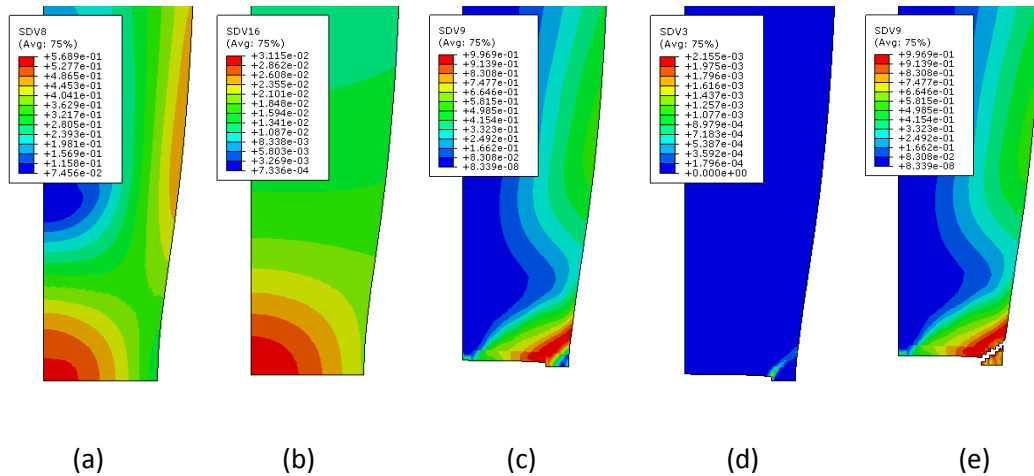 SDV8
(Avg: 75%)
+5.689e-01
+5.277e-01
+4.865e-01
+4.453e-01
+4.041e-01
+3.629e-01
+3.217e-01
+2.805e-01
+2.393e-01
+1.981e-01
+1.569e-01
+1.158e-01
+7.456e-02
SDV16
(Avg: 75%)
+3.115e-02
+2.862e-02
+2.608e-02
+2.355e-02
+2.101e-02
+1.848e-02
+1.594e-02
+1.341e-02
+1.087e-02
+8.338e-03
+5.803e-03
+3.269e-03
+7.336e-04
SDV9
(Avg: 75%)
+9.969e-01
+9.139e-01
+8.308e-01
+7.477e-01
+6.646e-01
+5.815e-01
+4.985e-01
+4.154e-01
+3.323e-01
+2.492e-01
+1.662e-01
+8.308e-02
+8.339e-08
SDV3
(Avg: 75%)
+2.155e-03
+1.975e-03
+1.796e-03
+1.616e-03
+1.437e-03
+1.257e-03
+1.077e-03
+8.979e-04
+7.183e-04
+5.387e-04
+3.592e-04
+1.796e-04
+0.000e+00
SDV9
(Avg: 75%)
+9.969e-01
+9.139e-01
+8.308e-01
+7.477e-01
+6.646e-01
+5.815e-01
+4.985e-01
+4.154e-01
+3.323e-01
+2.492e-01
+1.662e-01
+8.308e-02
+8.339e-08
(a)
(b)
(c)
(d)
(e)